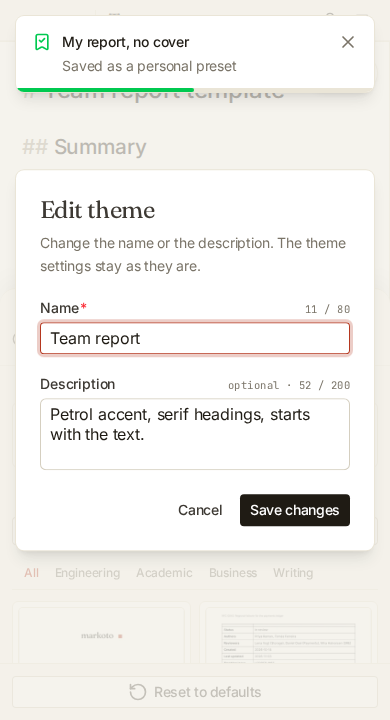 My report, no cover
Saved as a personal preset
# Team report template
## Summary
Edit theme
Change the name or the description. The theme
settings stay as they are.
Name* 11 / 80
Team report
Description optional · 52 / 200
Petrol accent, serif headings, starts
with the text.
Cancel Save changes
All Engineering Academic Business Writing
markoto
Reset to defaults